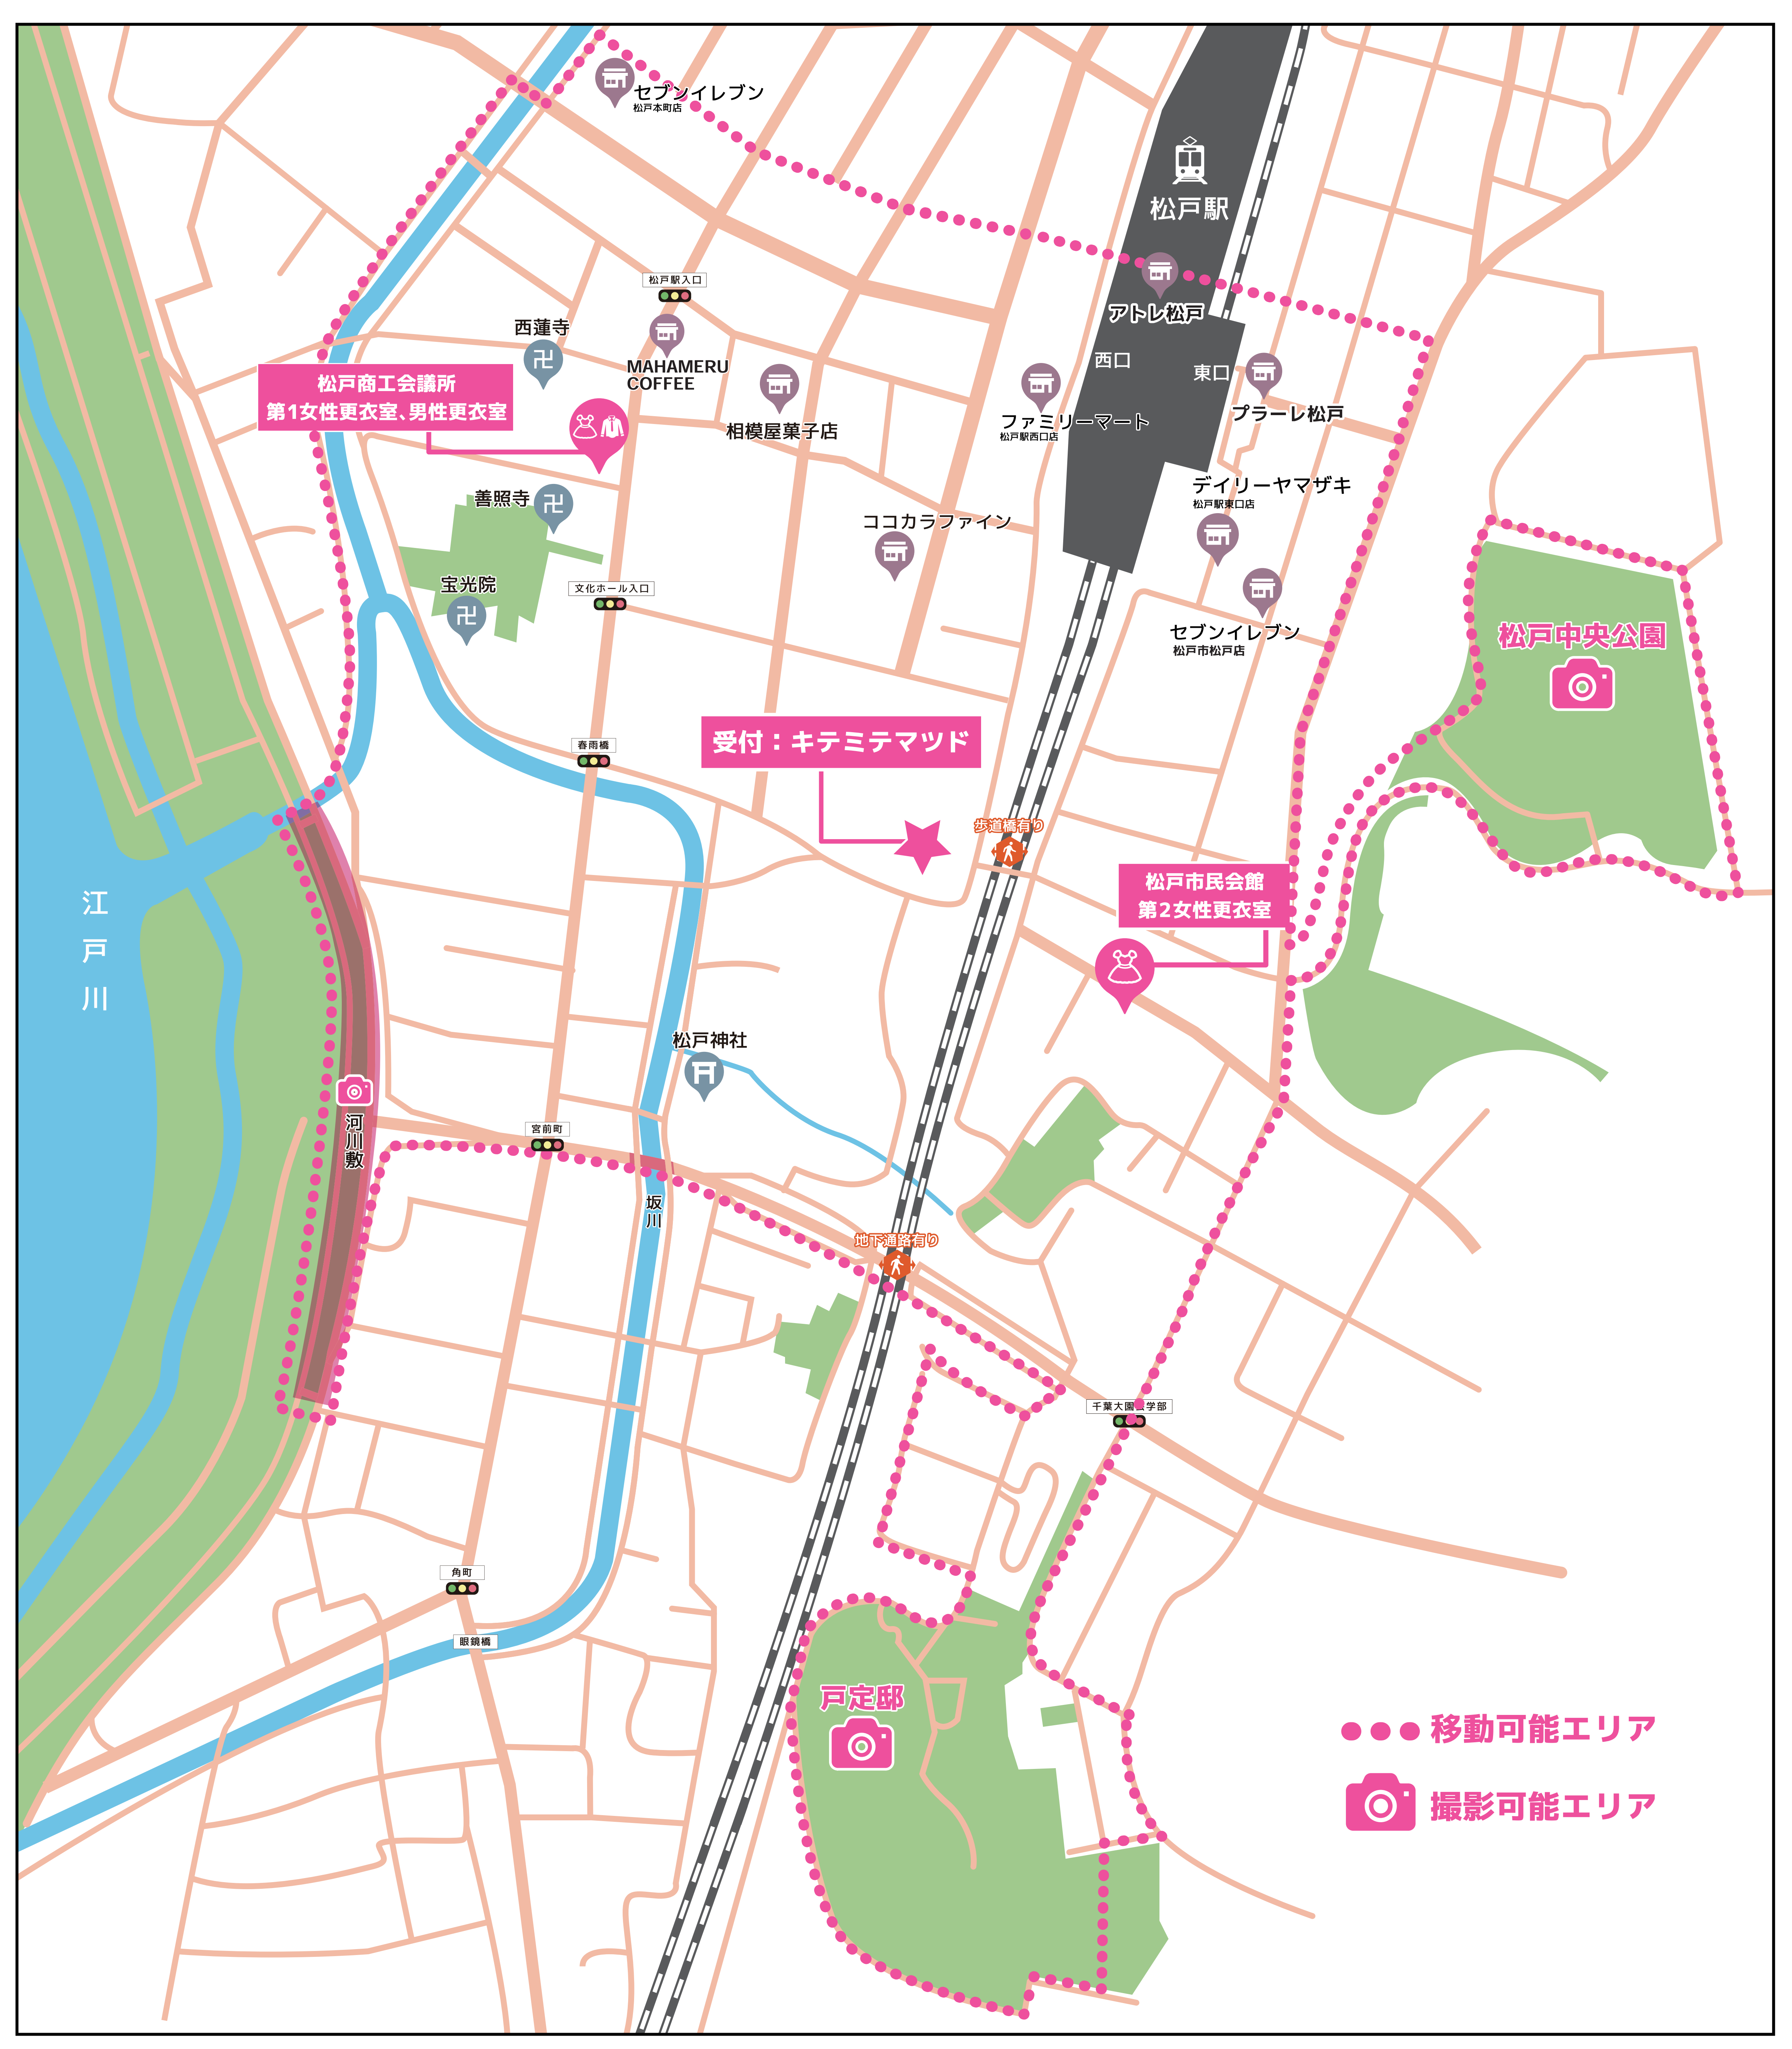 セブンイレブン
松戸本町店
松戸駅
アトレ松戸
西口
東口
松戸駅入口
西蓮寺
MAHAMERU
COFFEE
相模屋菓子店
ファミリーマート
松戸駅西口店
プラーレ松戸
松戸商工会議所
第1女性更衣室、男性更衣室
善照寺
宝光院
文化ホール入口
ココカラファイン
デイリーヤマザキ
松戸駅東口店
セブンイレブン
松戸市松戸店
松戸中央公園
春雨橋
受付：キテミテマツド
歩道橋有り
松戸市民会館
第2女性更衣室
江戸川
松戸神社
河川敷
宮前町
坂川
地下通路有り
千葉大園芸学部
角町
眼鏡橋
戸定邸
移動可能エリア
撮影可能エリア